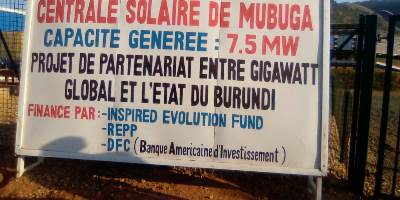 CENTRALE SOLAIRE DE MUBUGA
CAPACITE GENEREE : 7.5 MW
PROJET DE PARTENARIAT ENTRE GIGAWATT
GLOBAL ET L'ETAT DU BURUNDI
FINANCE PAR :-INSPIRED EVOLUTION FUND
-REPP
-DFC ( Banque Americaine d'Investissement )